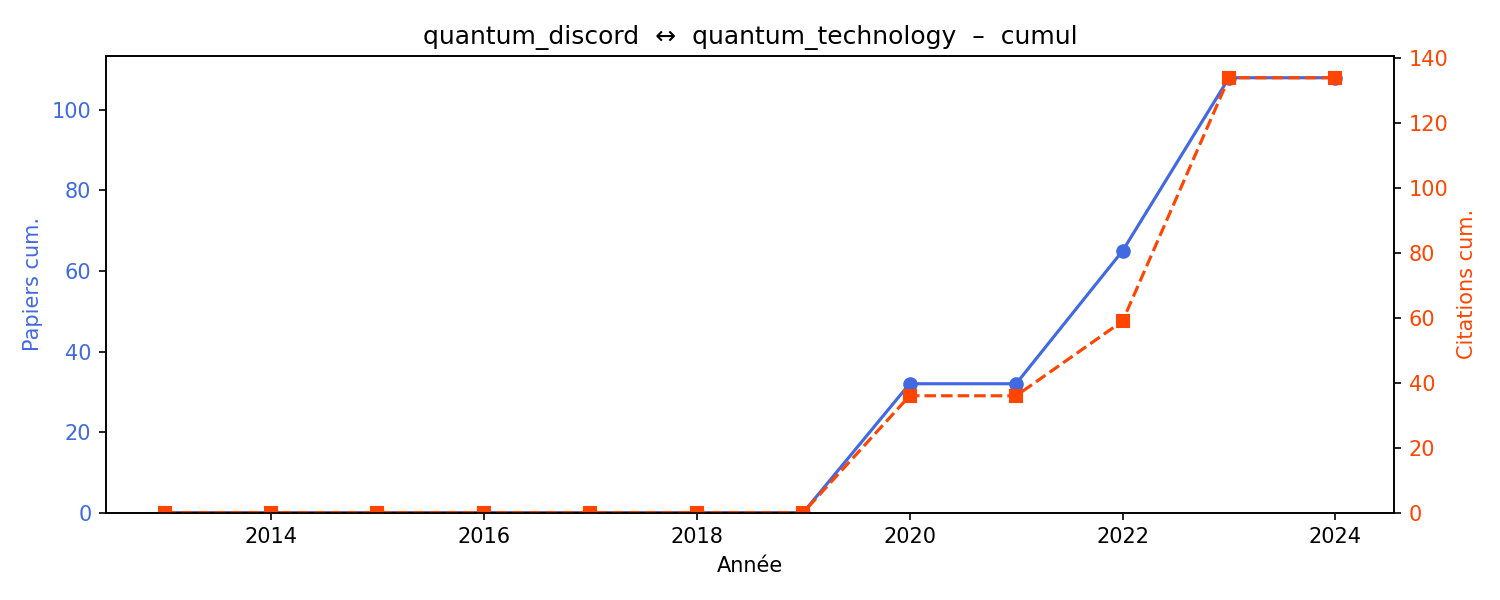 quantum_discord ↔ quantum_technology – cumul
Papiers cum.
100
80
60
40
20
0
140
120
100
80
60
40
20
0
Citations cum.
2014 2016 2018 2020 2022 2024
Année